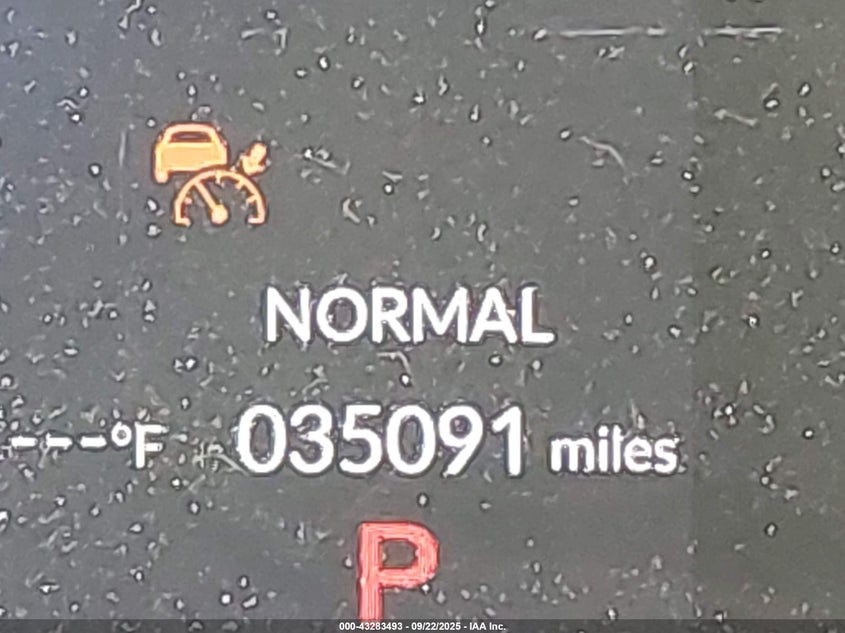 NORMAL
---°F 035091 miles
P
000-43283493 - 09/22/2025 - IAA Inc.